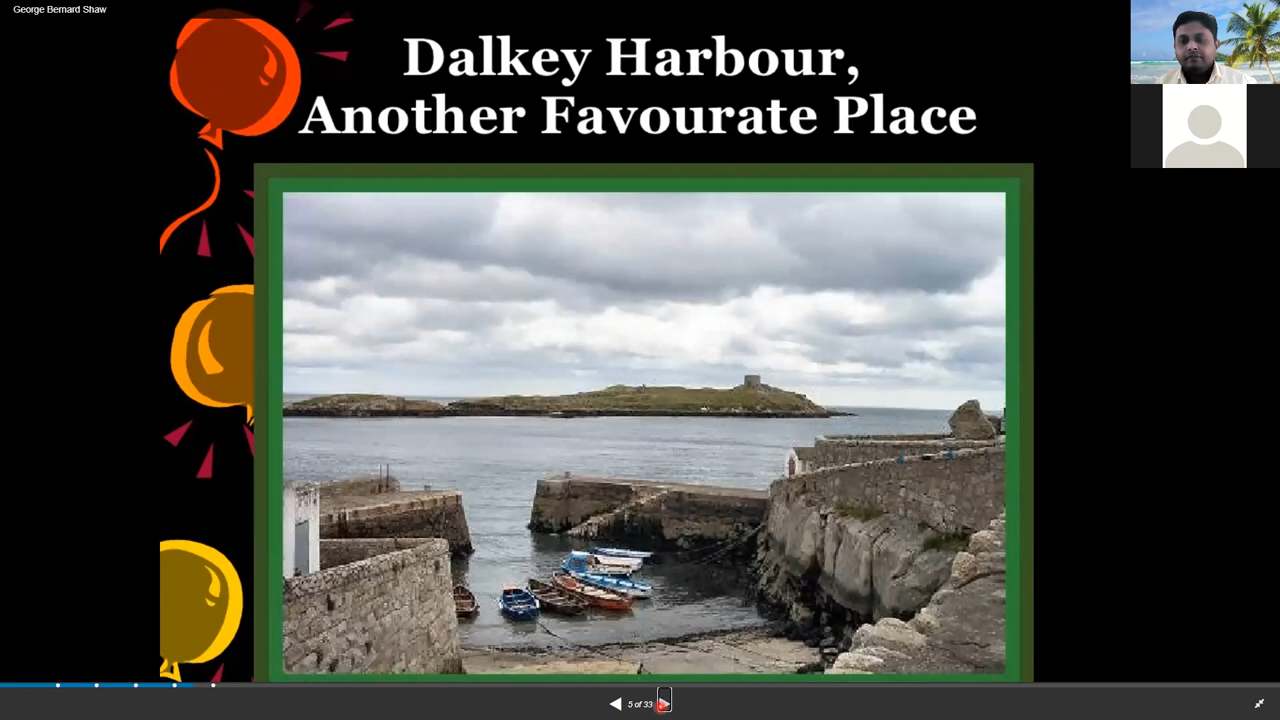 George Bernard Shaw
Dalkey Harbour,
Another Favourate Place
5 of 33